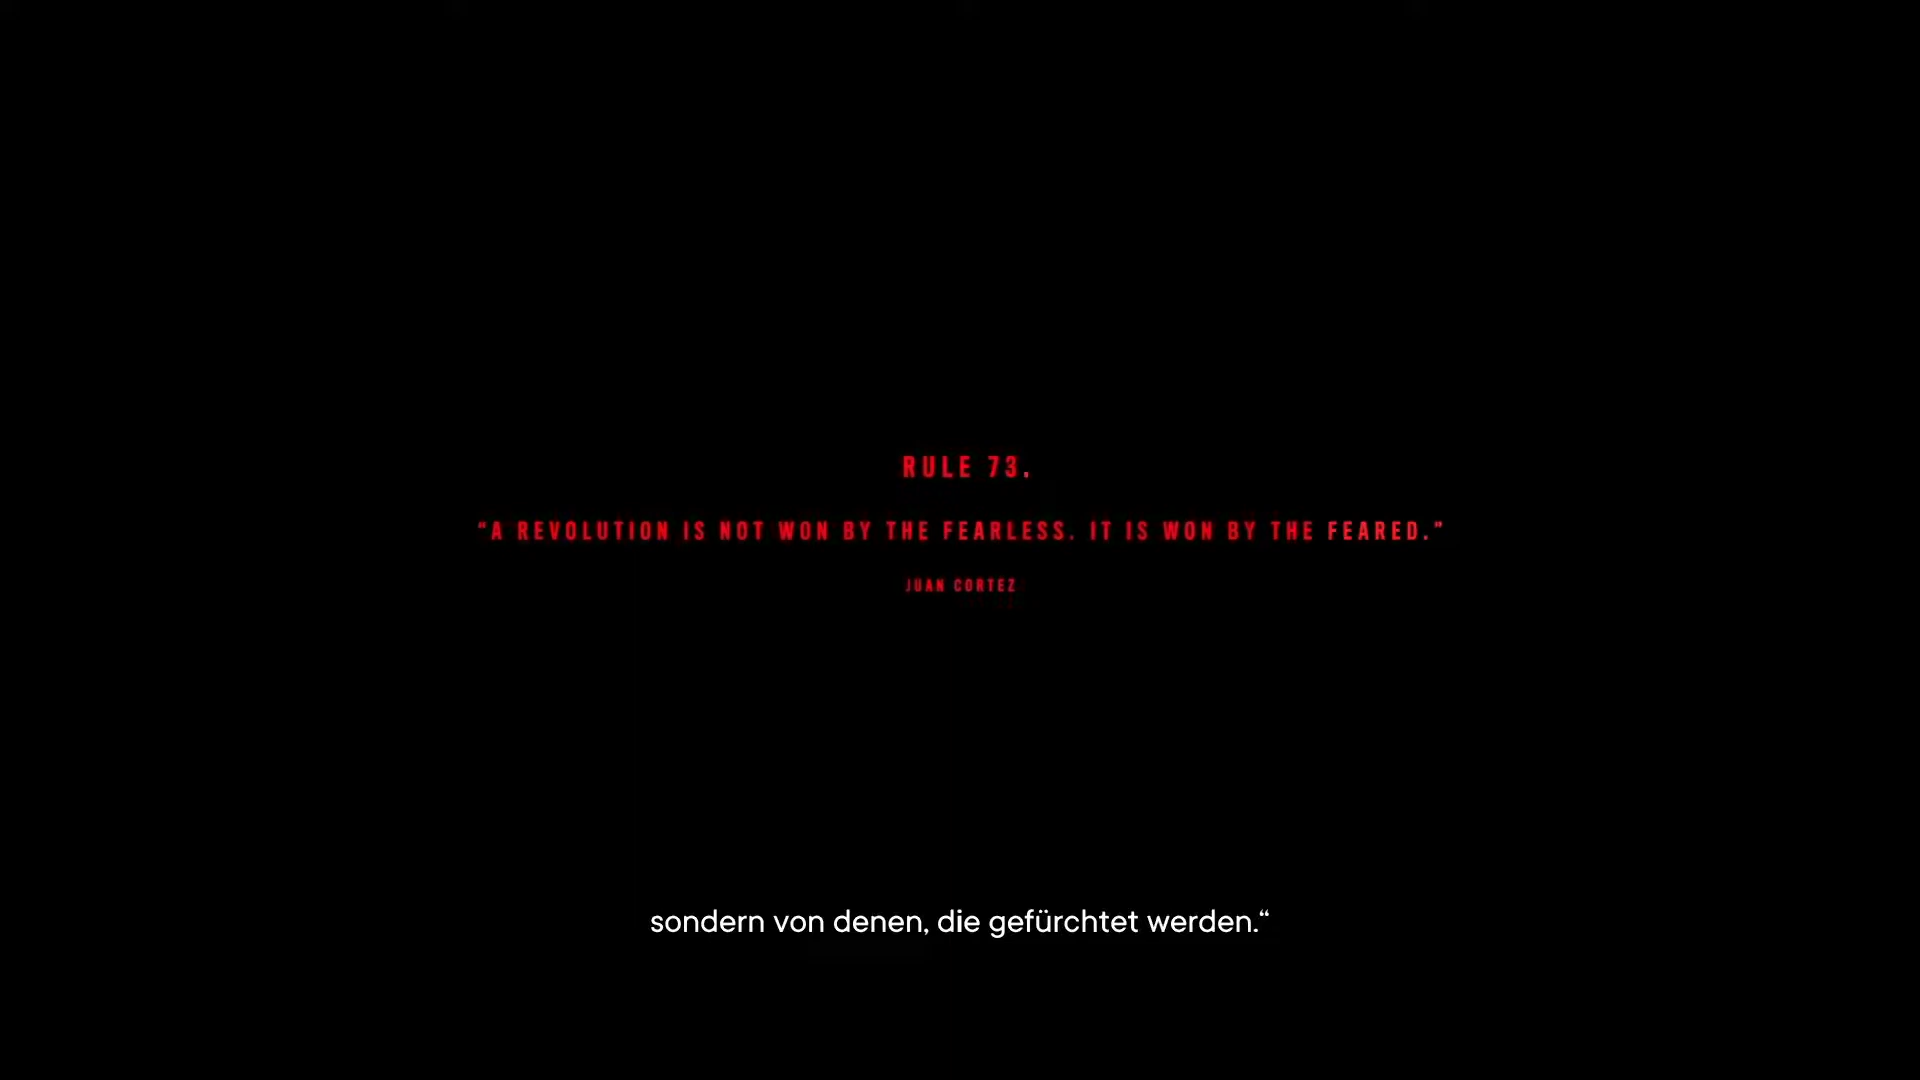 RULE 73.
“A REVOLUTION IS NOT WON BY THE FEARLESS. IT IS WON BY THE FEARED.”
JUAN CORTEZ
sondern von denen, die gefürchtet werden.“